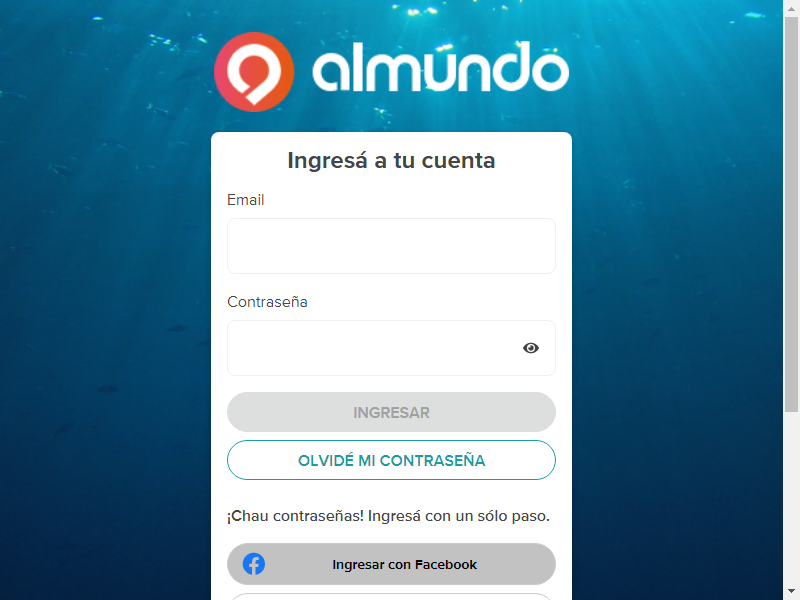 almundo
Ingresá a tu cuenta
Email
Contraseña
INGRESAR
OLVIDÉ MI CONTRASEÑA
¡Chau contraseñas! Ingresá con un sólo paso.
Ingresar con Facebook